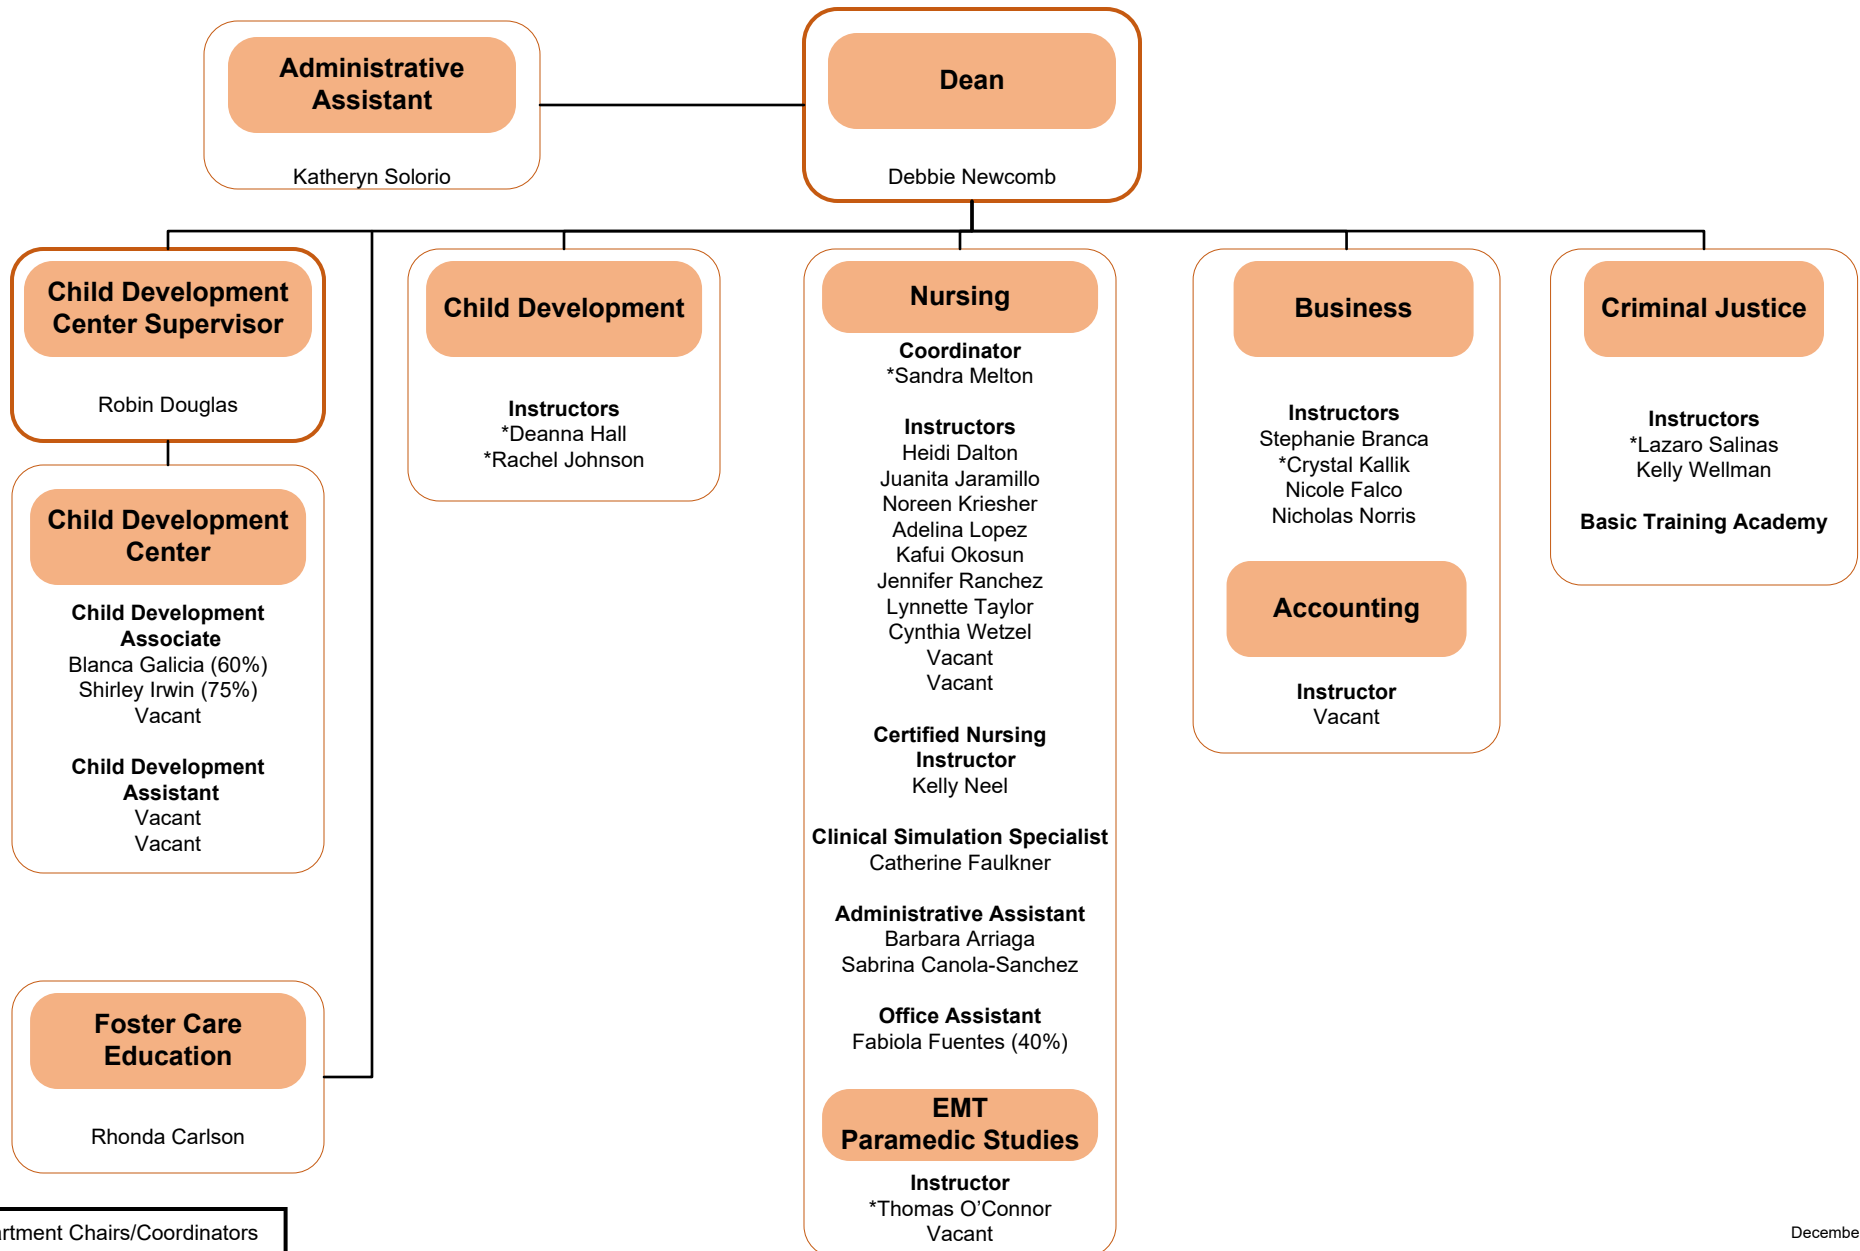 Administrative
Assistant
Katheryn Solorio
Dean
Debbie Newcomb
Child Development
Center Supervisor
Robin Douglas
Child Development
Center
Child Development
Associate
Blanca Galicia (60%)
Shirley Irwin (75%)
Vacant
Child Development
Assistant
Vacant
Vacant
Foster Care
Education
Rhonda Carlson
Child Development
Instructors
*Deanna Hall
*Rachel Johnson
Nursing
Coordinator
*Sandra Melton
Instructors
Heidi Dalton
Juanita Jaramillo
Noreen Kriesher
Adelina Lopez
Kafui Okosun
Jennifer Ranchez
Lynnette Taylor
Cynthia Wetzel
Vacant
Vacant
Certified Nursing
Instructor
Kelly Neel
Clinical Simulation Specialist
Catherine Faulkner
Administrative Assistant
Barbara Arriaga
Sabrina Canola-Sanchez
Office Assistant
Fabiola Fuentes (40%)
EMT
Paramedic Studies
Instructor
*Thomas O’Connor
Vacant
Business
Instructors
Stephanie Branca
*Crystal Kallik
Nicole Falco
Nicholas Norris
Accounting
Instructor
Vacant
Criminal Justice
Instructors
*Lazaro Salinas
Kelly Wellman
Basic Training Academy
artment Chairs/Coordinators
Decembe